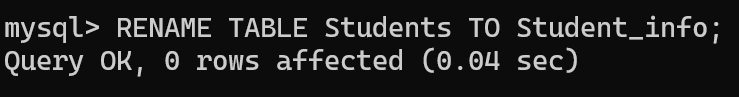 mysql> RENAME TABLE Students TO Student_info;
Query OK, 0 rows affected (0.04 sec)